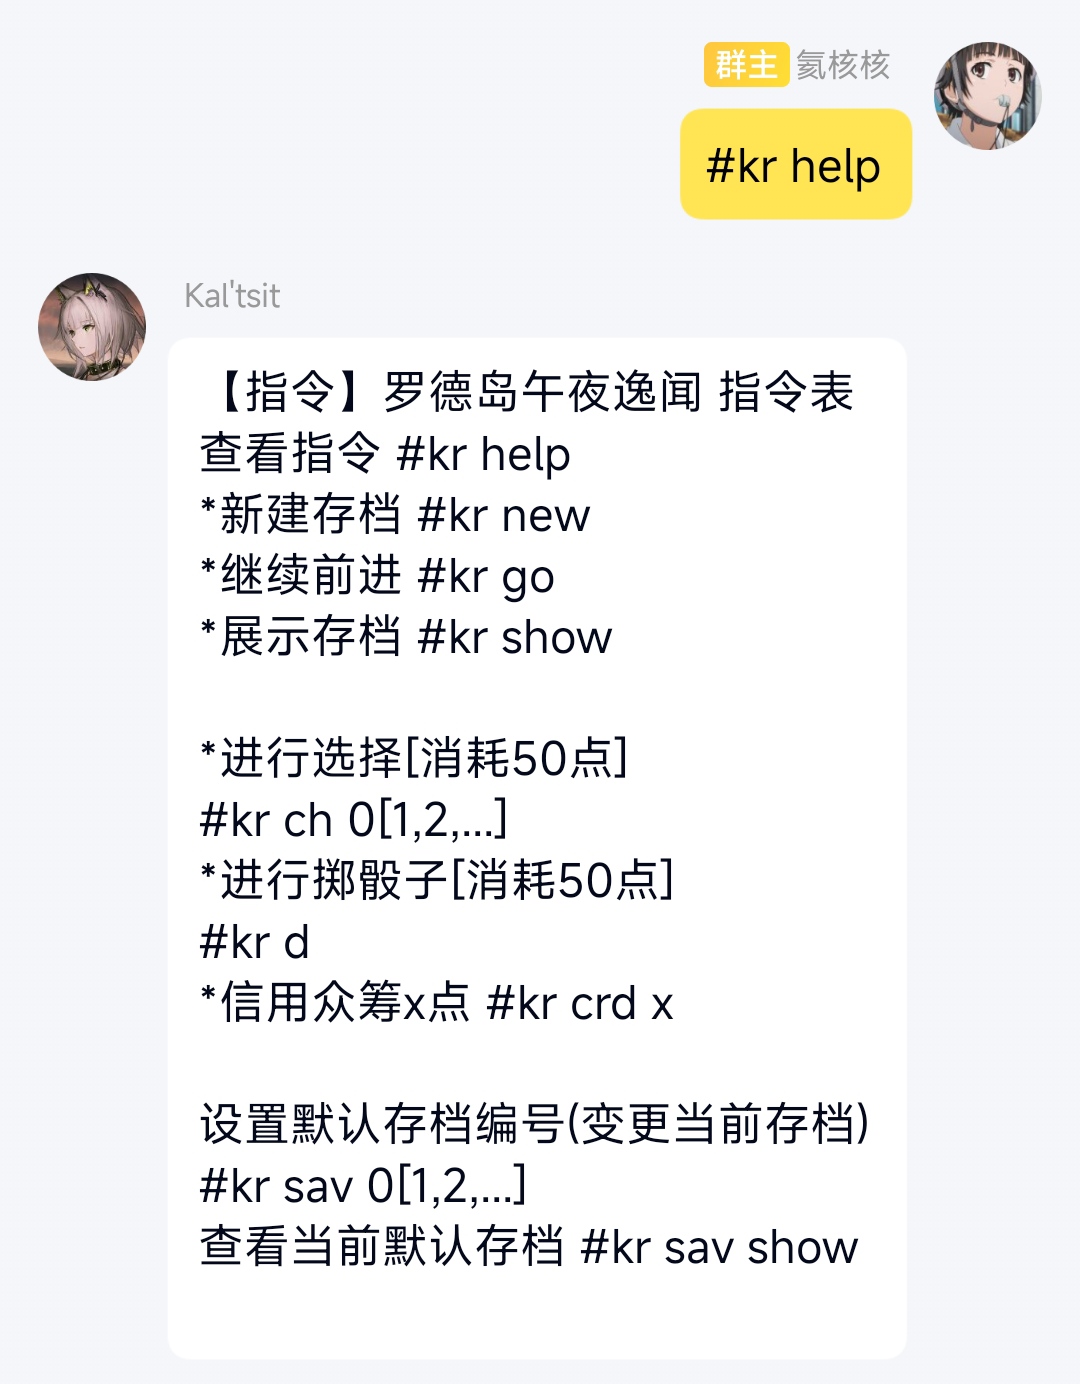 群主 氦核核
#kr help
Kal'tsit
【指令】罗德岛午夜逸闻 指令表
查看指令 #kr help
*新建存档 #kr new
*继续前进 #kr go
*展示存档 #kr show
*进行选择[消耗50点]
#kr ch 0[1,2,...]
*进行掷骰子[消耗50点]
#kr d
*信用众筹x点 #kr crd x
设置默认存档编号(变更当前存档)
#kr sav 0[1,2,...]
查看当前默认存档 #kr sav show